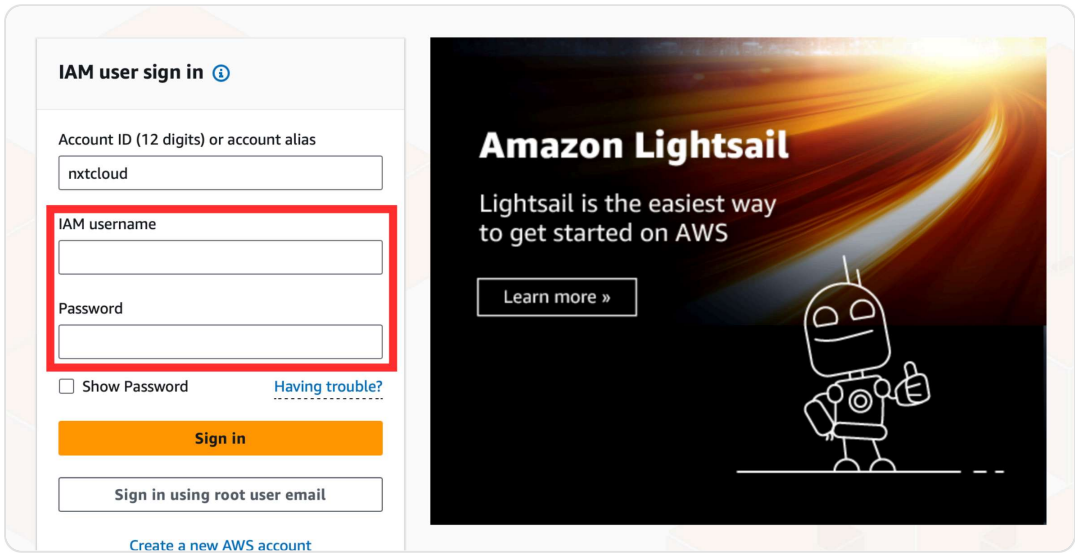 IAM user sign in
Account ID (12 digits) or account alias
nxtcloud
IAM username
Password
Show Password
Having trouble?
Sign in
Sign in using root user email
Create a new AWS account
Amazon Lightsail
Lightsail is the easiest way
to get started on AWS
Learn more »